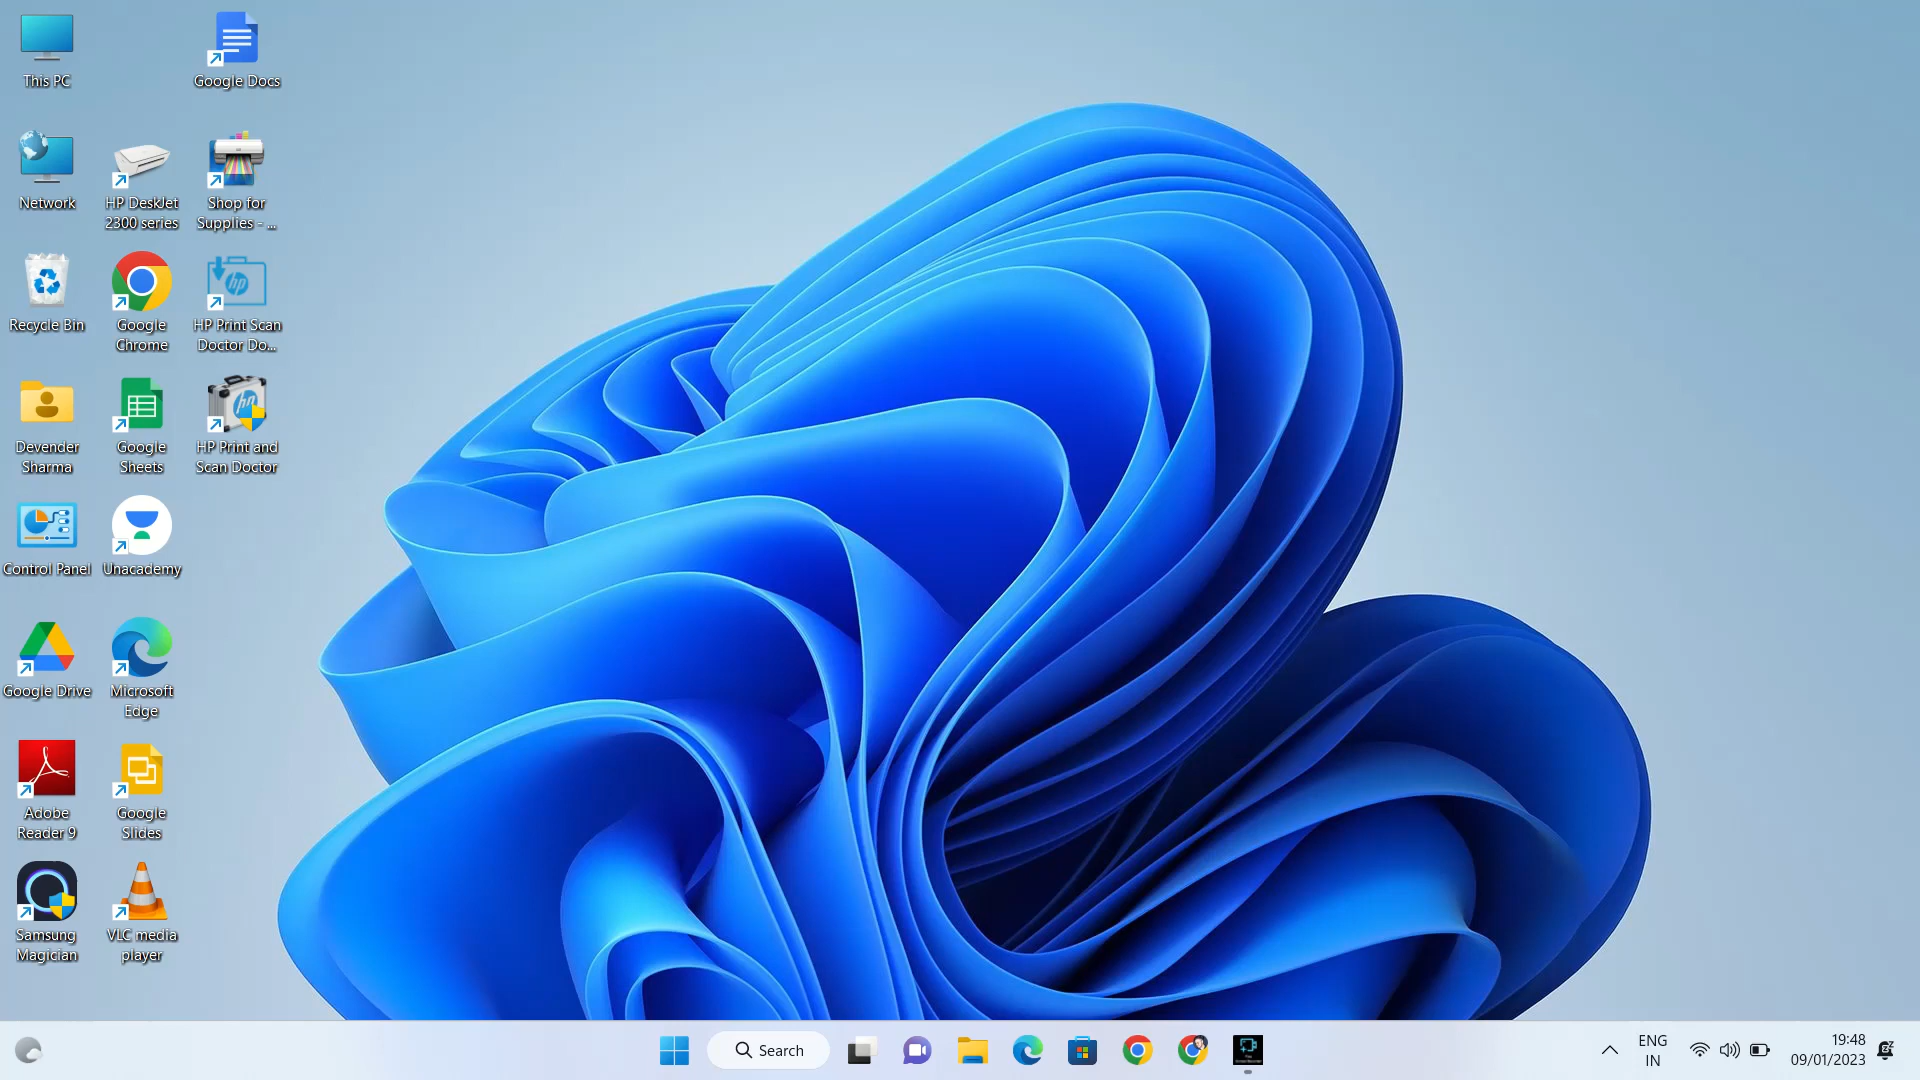 This PC
Google Docs
Network
HP DeskJet
2300 series
Shop for
Supplies - ...
Recycle Bin
Google
Chrome
HP Print Scan
Doctor Do...
Devender
Sharma
Google
Sheets
HP Print and
Scan Doctor
Control Panel
Unacademy
Google Drive
Microsoft
Edge
Adobe
Reader 9
Google
Slides
Samsung
Magician
VLC media
player
Search
ENG
IN
19:48
09/01/2023